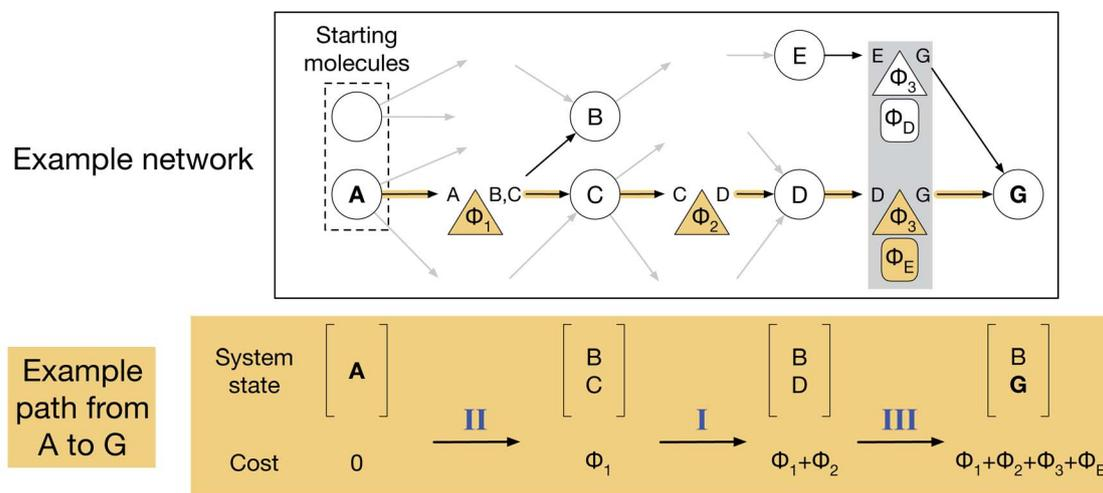 Starting
molecules
E
E G
Φ3
ΦD
B
Example network
A
A B,C
Φ1
C
C D
Φ2
D
D G
Φ3
ΦE
G
Example
path from
A to G
System
state
A
B
C
B
D
B
G
II
I
III
Cost
0
Φ1
Φ1+Φ2
Φ1+Φ2+Φ3+ΦE